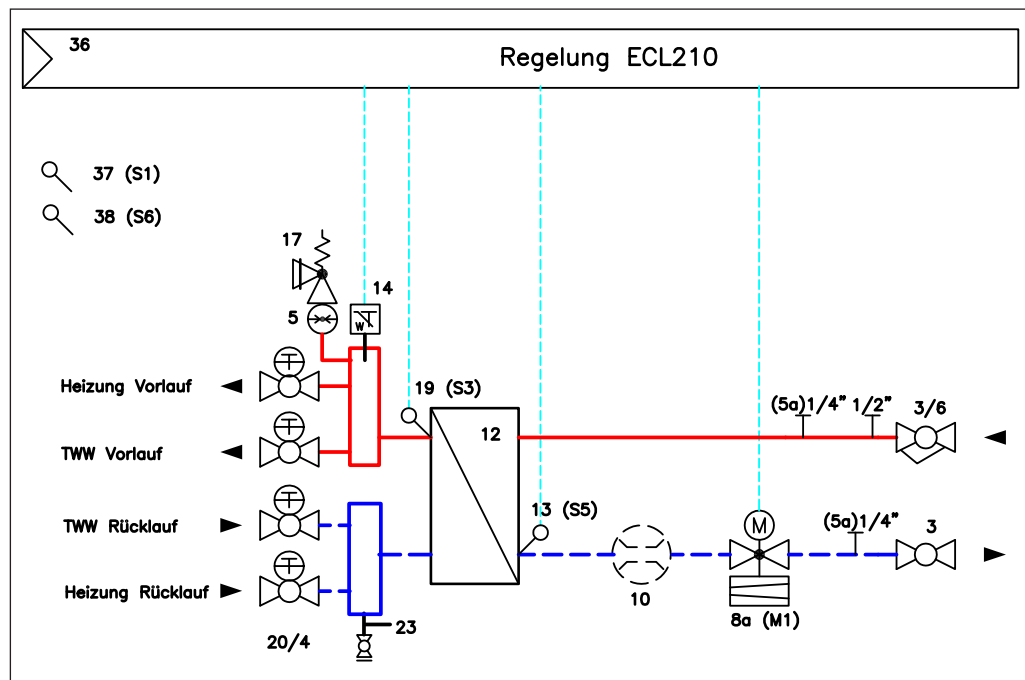 36
Regelung ECL210
37 (S1)
38 (S6)
17
14
5
W
19 (S3)
(5a)1/4" 1/2"
3/6
Heizung Vorlauf
12
TWW Vorlauf
13 (S5)
TWW Rücklauf
M
(5a)1/4"
3
Heizung Rücklauf
10
8a (M1)
20/4
23